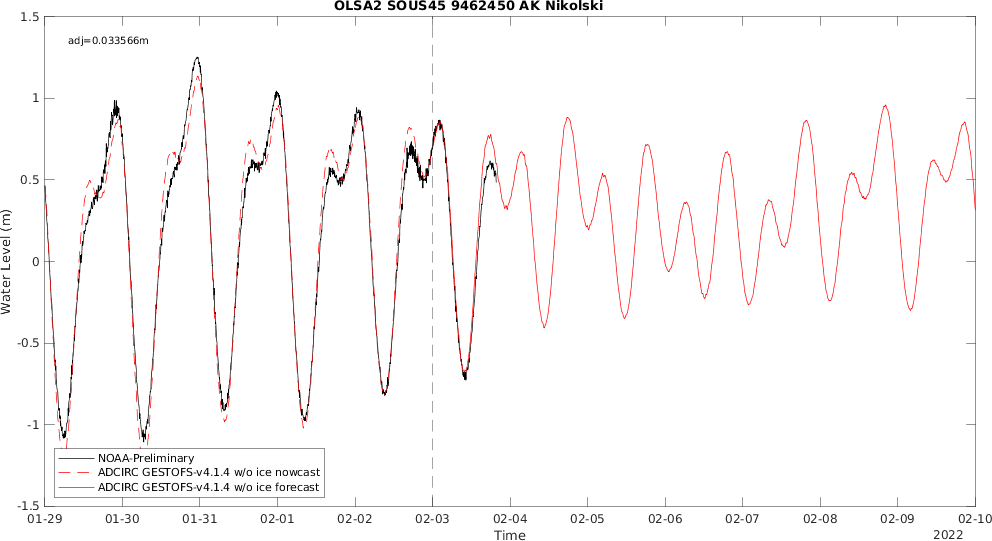 OLSA2 SOUS45 9462450 AK Nikolski
adj=0.033566m
1.5
1
0.5
0
-0.5
-1
-1.5
Water Level (m)
NOAA-Preliminary
ADCIRC GESTOFS-v4.1.4 w/o ice nowcast
ADCIRC GESTOFS-v4.1.4 w/o ice forecast
01-29 01-30 01-31 02-01 02-02 02-03 02-04 02-05 02-06 02-07 02-08 02-09 02-10
Time
2022